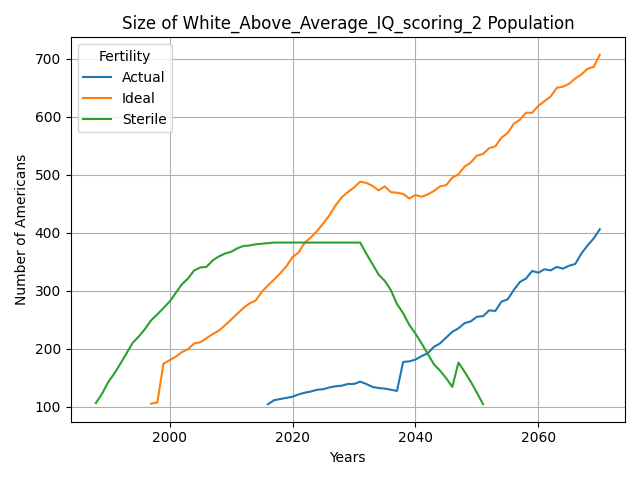 Size of White_Above_Average_IQ_scoring_2 Population
Fertility
Actual
Ideal
Sterile
Number of Americans
700
600
500
400
300
200
100
2000
2020
2040
2060
Years